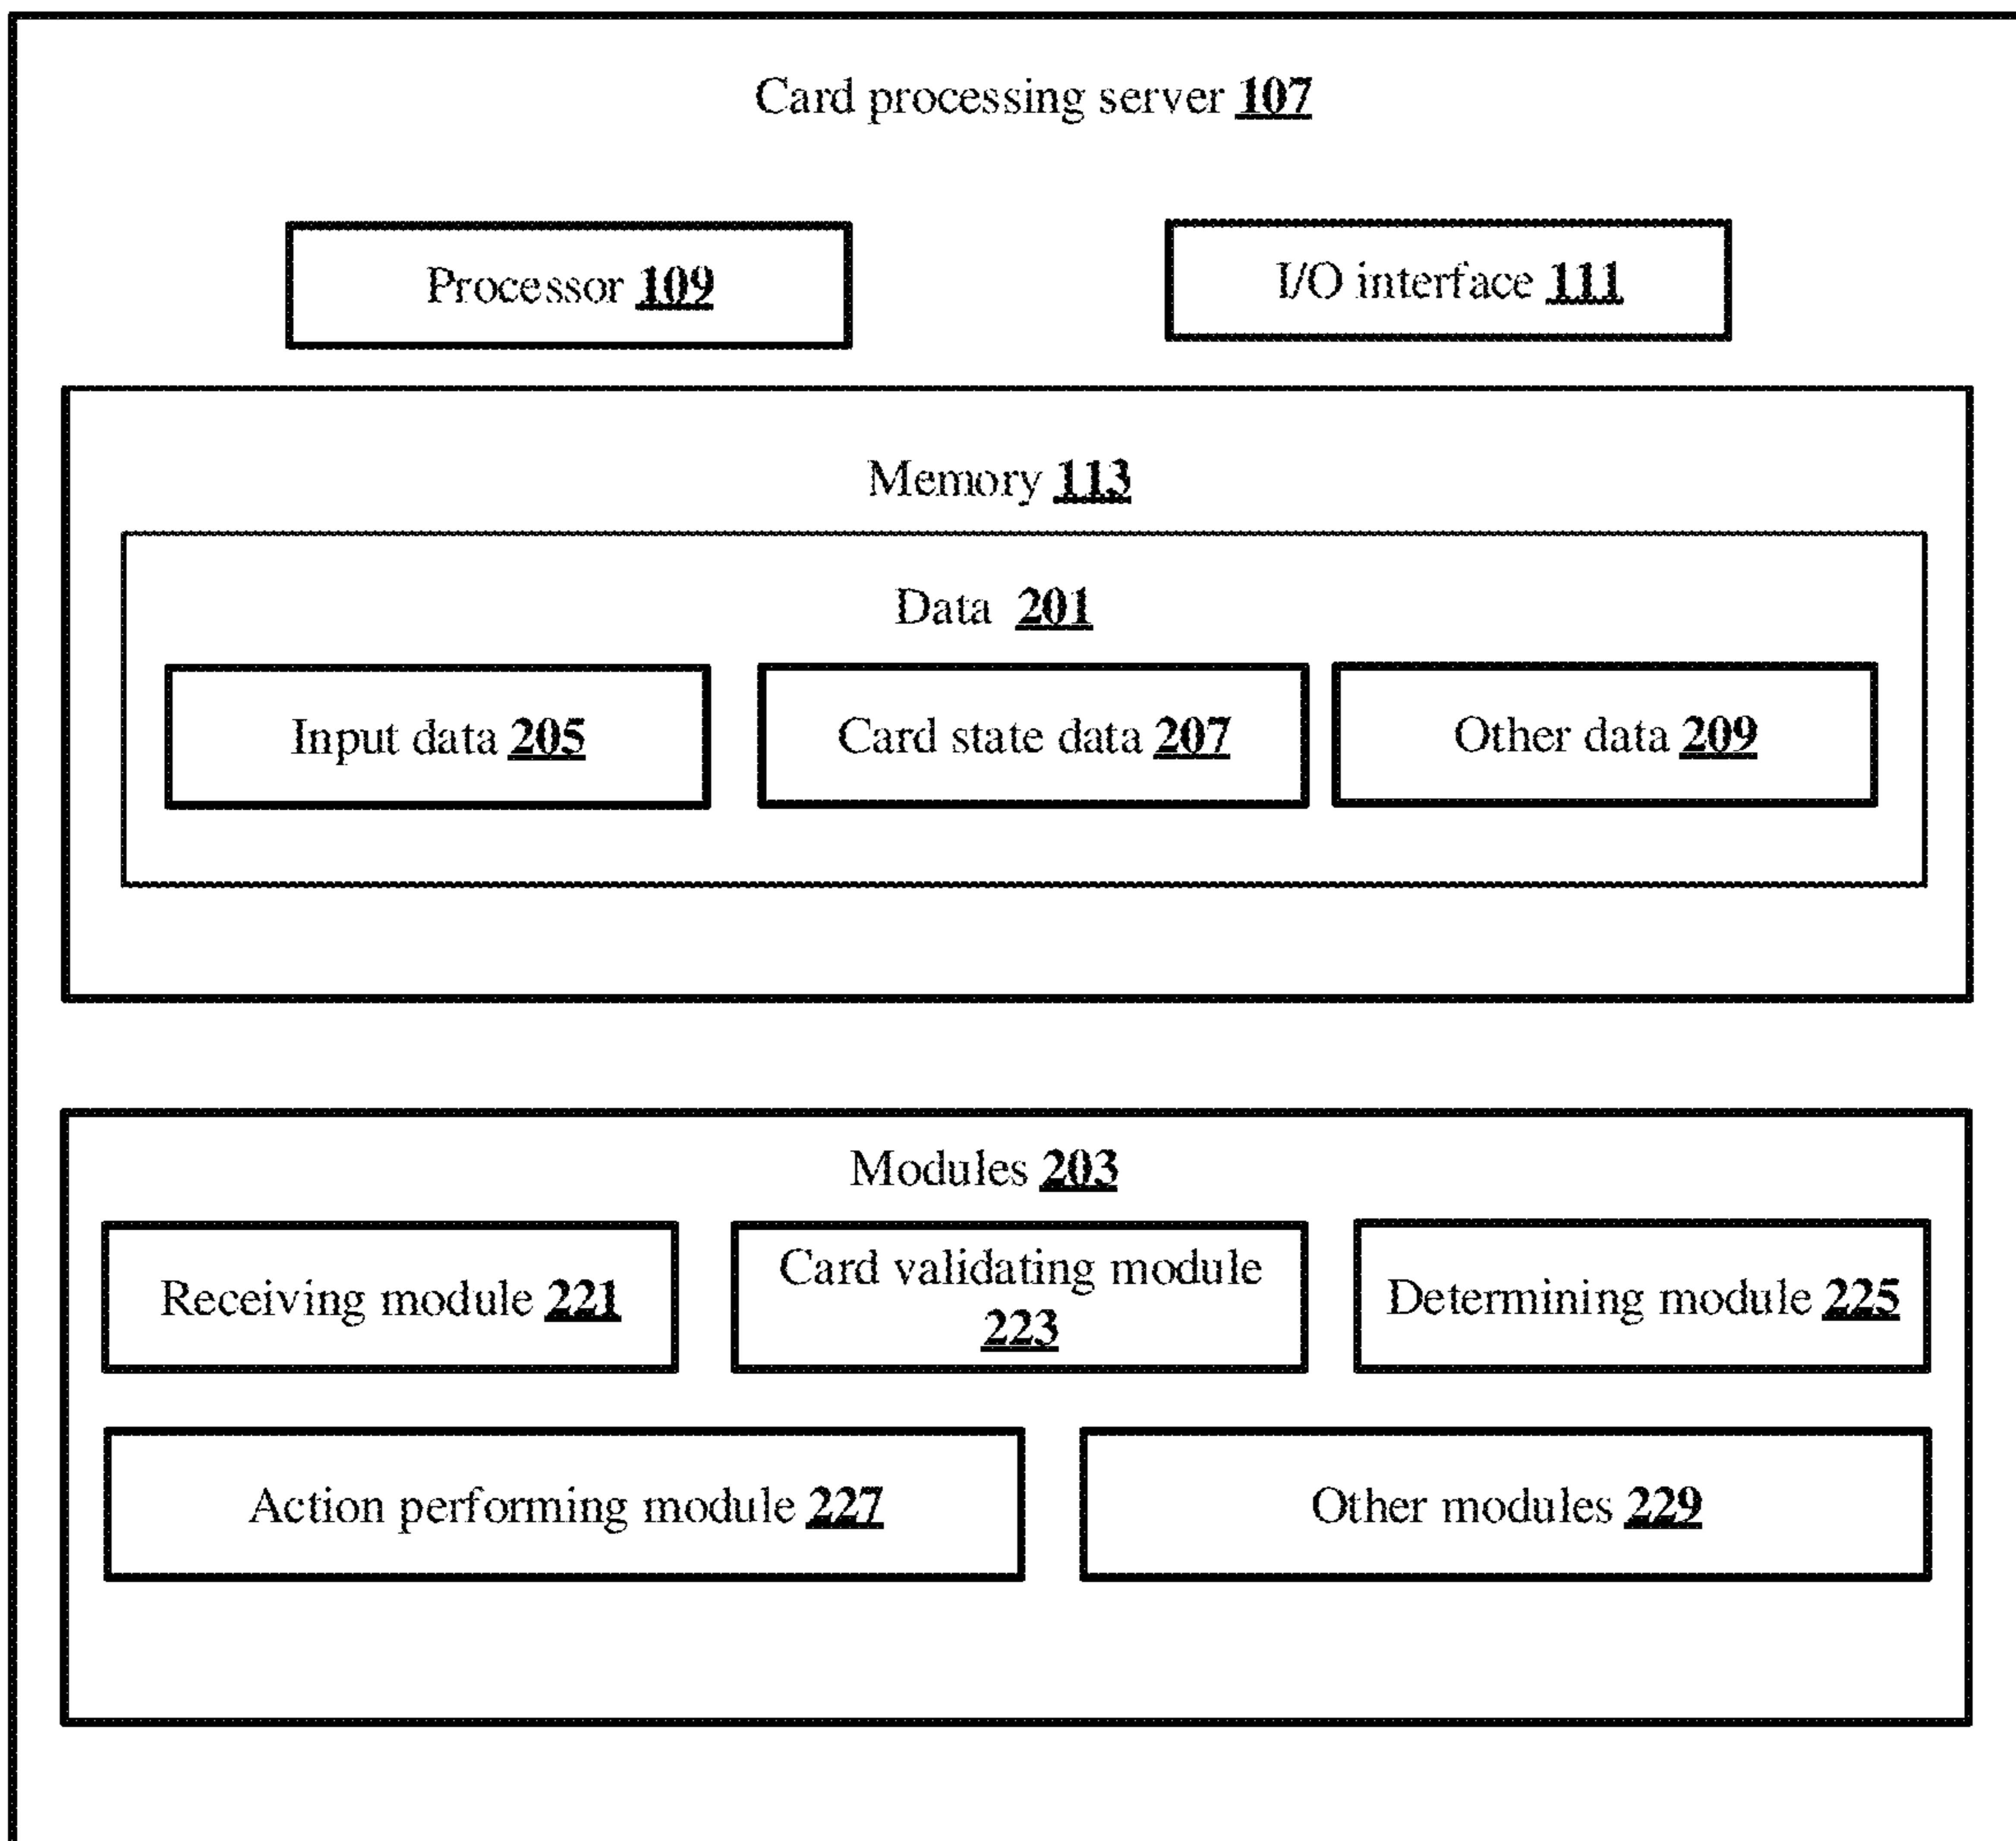 Card processing server 107
Processor 109
I/O interface 111
Memory 113
Data 201
Input data 205
Card state data 207
Other data 209
Modules 203
Receiving module 221
Card validating module
223
Determining module 225
Action performing module 227
Other modules 229